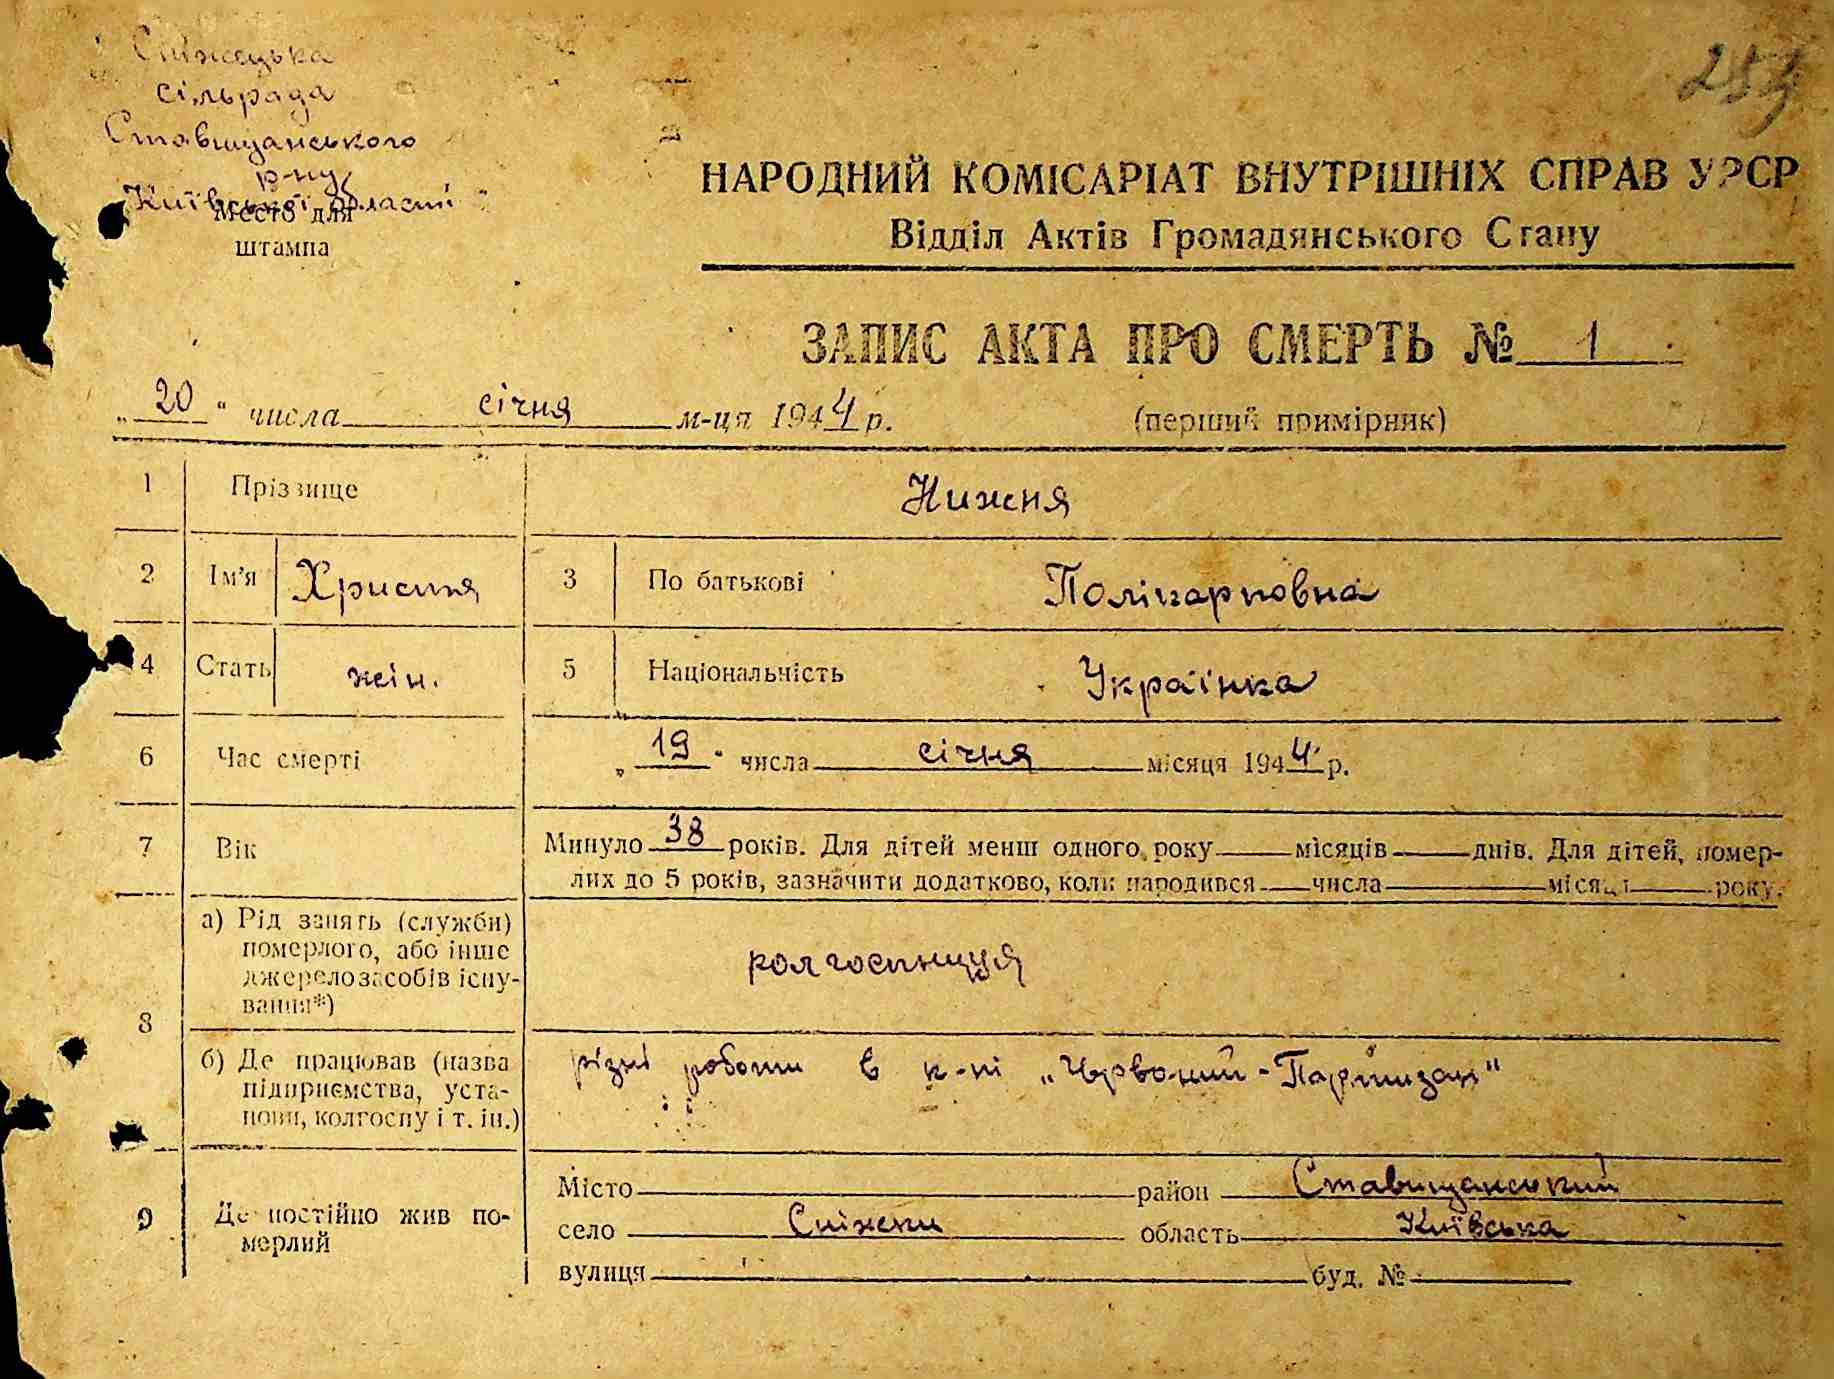 Сніжецька
сільрада
Ставищанського
р-ну
Київської області
Место для
штампа
НАРОДНИЙ КОМІСАРІАТ ВНУТРІШНІХ СПРАВ УРСР
Відділ Актів Громадянського Стану
ЗАПИС АКТА ПРО СМЕРТЬ № 1
„20“ числа січня м-ця 1944 р. (перший примірник)
1 Прізвище Нижня
2 Ім'я Христя 3 По батькові Полікарповна
4 Стать жін. 5 Національність Українка
6 Час смерті „19“ числа січня місяця 1944 р.
7 Вік Минуло 38 років. Для дітей менш одного року місяців днів. Для дітей, помер-
лих до 5 років, зазначити додатково, коли народився числа місяця року.
8 а) Рід занять (служби)
померлого, або інше
джерело засобів існу-
вання*) колгоспниця
б) Де працював (назва
підприємства, уста-
нови, колгоспу і т. ін.) різні роботи в к-пі „Червоний-Партизан"
9 Де постійно жив по-
мерлий
Місто район Ставищанський
село Сніжки область Київська
вулиця буд. №